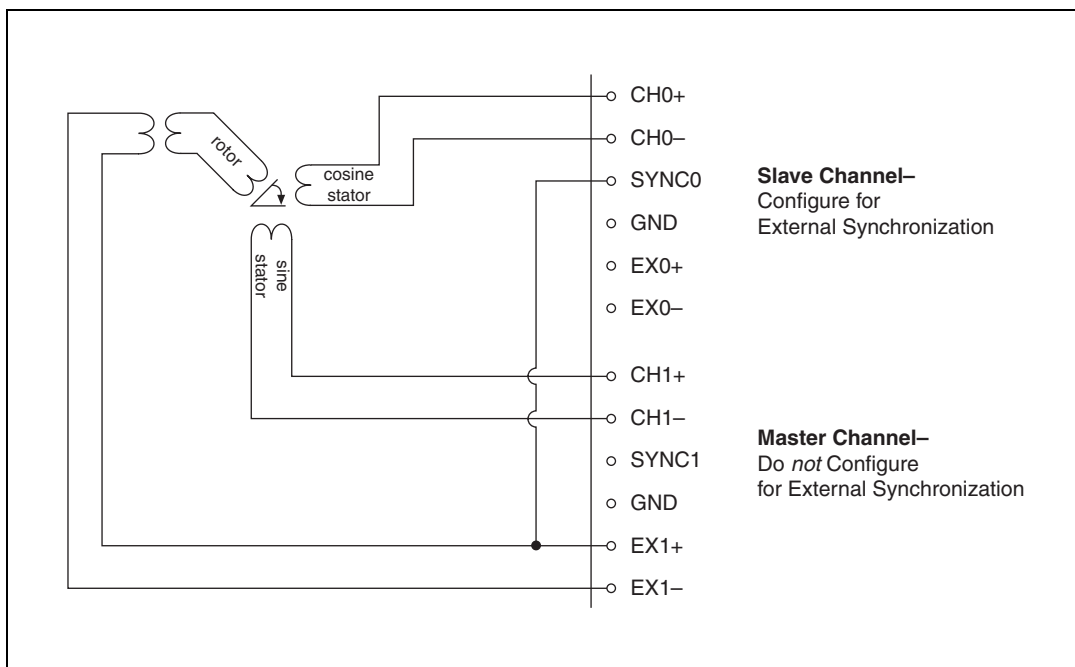 rotor
cosine
stator
sine
stator
CH0+
CH0–
SYNC0
GND
EX0+
EX0–
CH1+
CH1–
SYNC1
GND
EX1+
EX1–
Slave Channel–
Configure for
External Synchronization
Master Channel–
Do not Configure
for External Synchronization